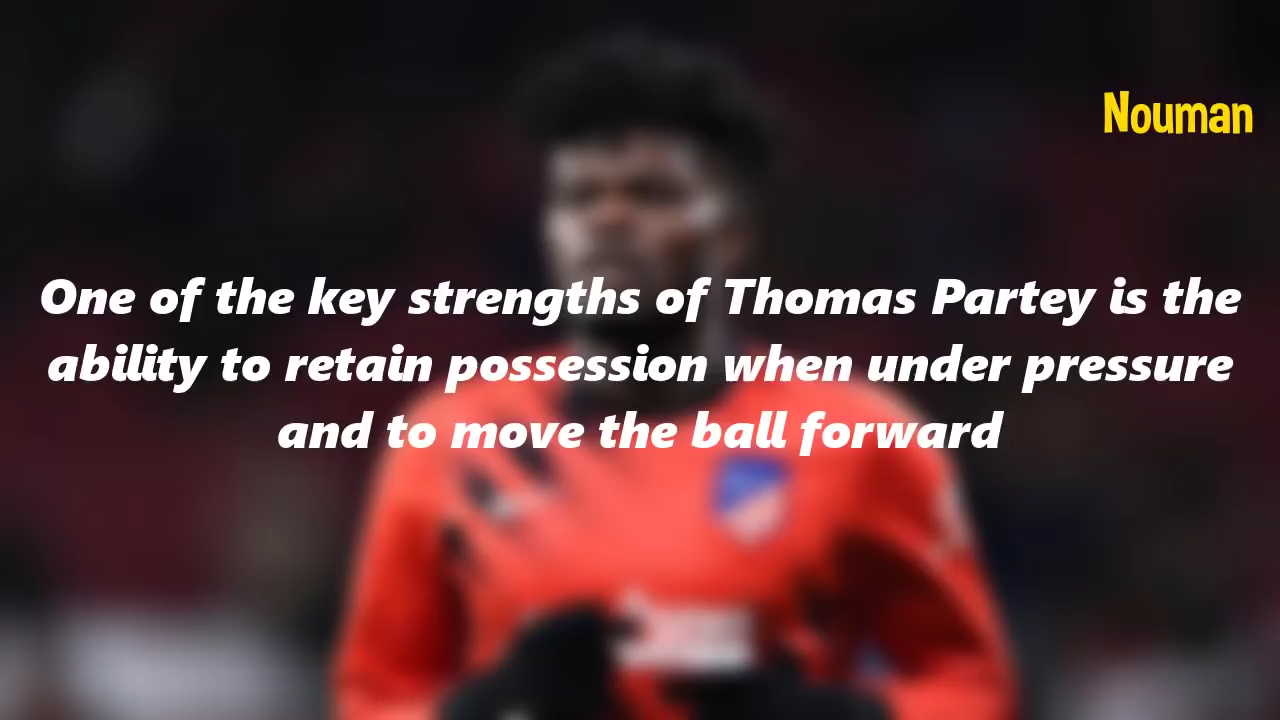 Nouman
One of the key strengths of Thomas Partey is the
ability to retain possession when under pressure
and to move the ball forward